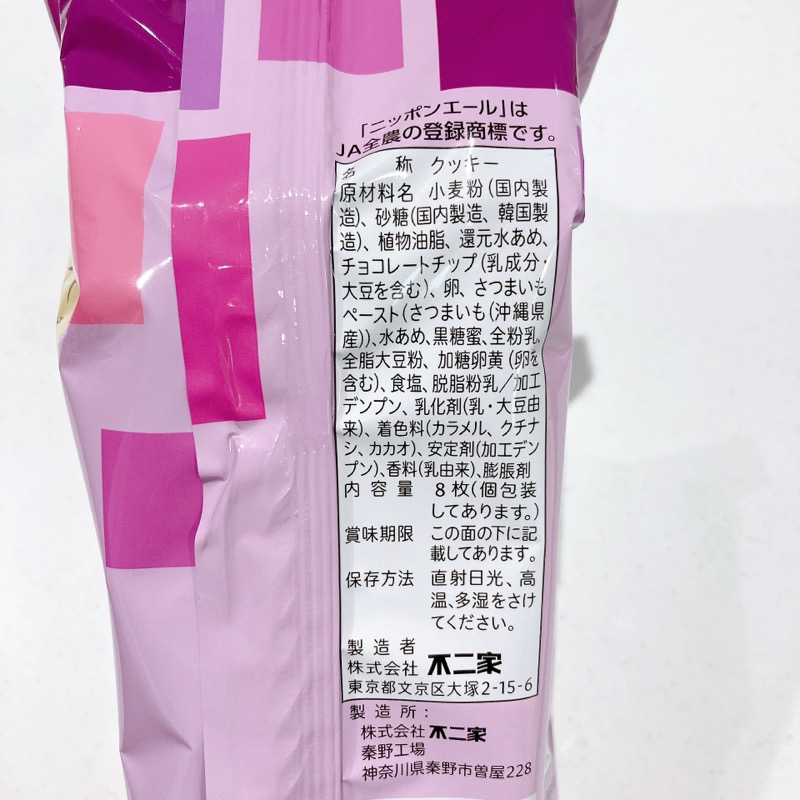 「ニッポンエール」は
JA全農の登録商標です。
名称 クッキー
原材料名 小麦粉(国内製
造)、砂糖(国内製造、韓国製
造)、植物油脂、還元水あめ、
チョコレートチップ(乳成分・
大豆を含む)、卵、さつまいも
ペースト(さつまいも(沖縄県
産))、水あめ、黒糖蜜、全粉乳、
全脂大豆粉、加糖卵黄(卵を
含む)、食塩、脱脂粉乳/加工
デンプン、乳化剤(乳・大豆由
来)、着色料(カラメル、クチナ
シ、カカオ)、安定剤(加工デン
プン)、香料(乳由来)、膨脹剤
内容量 8枚(個包装
してあります。)
賞味期限 この面の下に記
載してあります。
保存方法 直射日光、高
温、多湿をさけ
てください。
製造者
株式会社 不二家
東京都文京区大塚2-15-6
製造所:
株式会社 不二家
秦野工場
神奈川県秦野市曽屋228